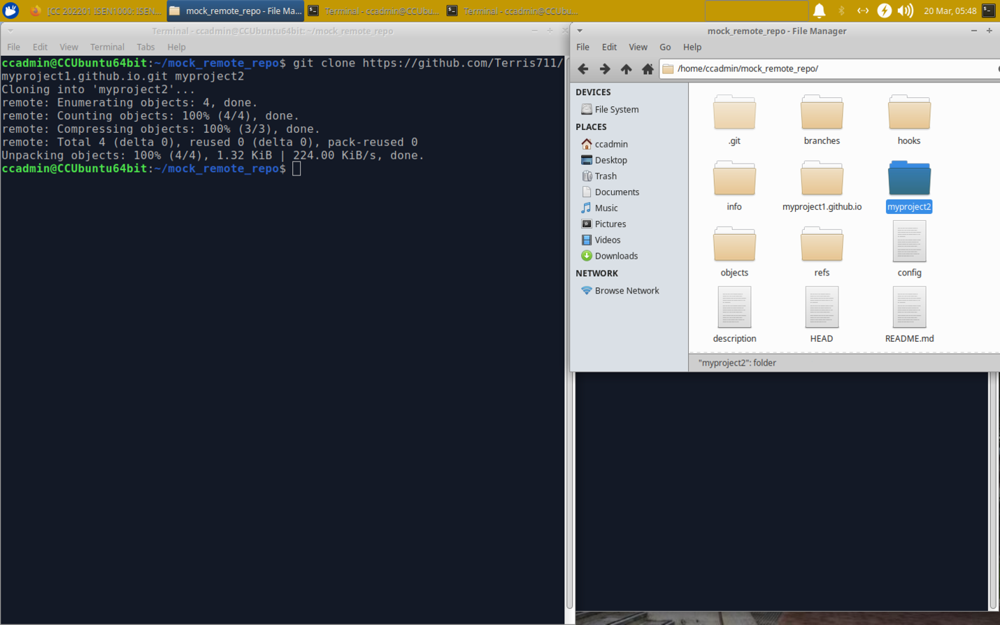 [CC 202201 ISEN1000: ISEN...
mock_remote_repo - File Ma...
Terminal - ccadmin@CCUbu...
Terminal - ccadmin@CCUbu...
20 Mar, 05:48
Terminal - ccadmin@CCUbuntu64bit: ~/mock_remote_repo
File Edit View Terminal Tabs Help
ccadmin@CCUbuntu64bit:~/mock_remote_repo$ git clone https://github.com/Terris711/
myproject1.github.io.git myproject2
Cloning into 'myproject2'...
remote: Enumerating objects: 4, done.
remote: Counting objects: 100% (4/4), done.
remote: Compressing objects: 100% (3/3), done.
remote: Total 4 (delta 0), reused 0 (delta 0), pack-reused 0
Unpacking objects: 100% (4/4), 1.32 KiB | 224.00 KiB/s, done.
ccadmin@CCUbuntu64bit:~/mock_remote_repo$
mock_remote_repo - File Manager
File Edit View Go Help
/home/ccadmin/mock_remote_repo/
DEVICES
File System
PLACES
ccadmin
Desktop
Trash
Documents
Music
Pictures
Videos
Downloads
NETWORK
Browse Network
.git branches hooks
info myproject1.github.io myproject2
objects refs config
description HEAD README.md
"myproject2": folder